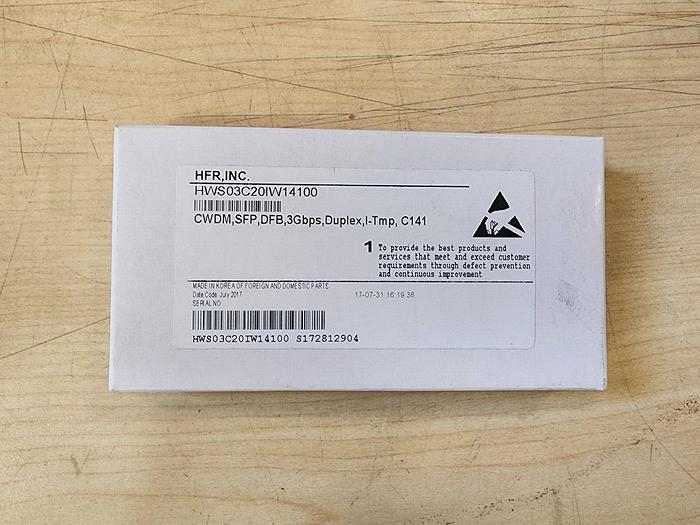 HFR,INC.
HWS03C20IW14100
CWDM,SFP,DFB,3Gbps,Duplex,I-Tmp, C141
1 To provide the best products and
services that meet and exceed customer
requirements through defect prevention
and continuous improvement
MADE IN KOREA OF FOREIGN AND DOMESTIC PARTS
Date Code July 2017 17-07-31 16:19:36
SERIAL NO
HWS03C20IW14100 S172812904